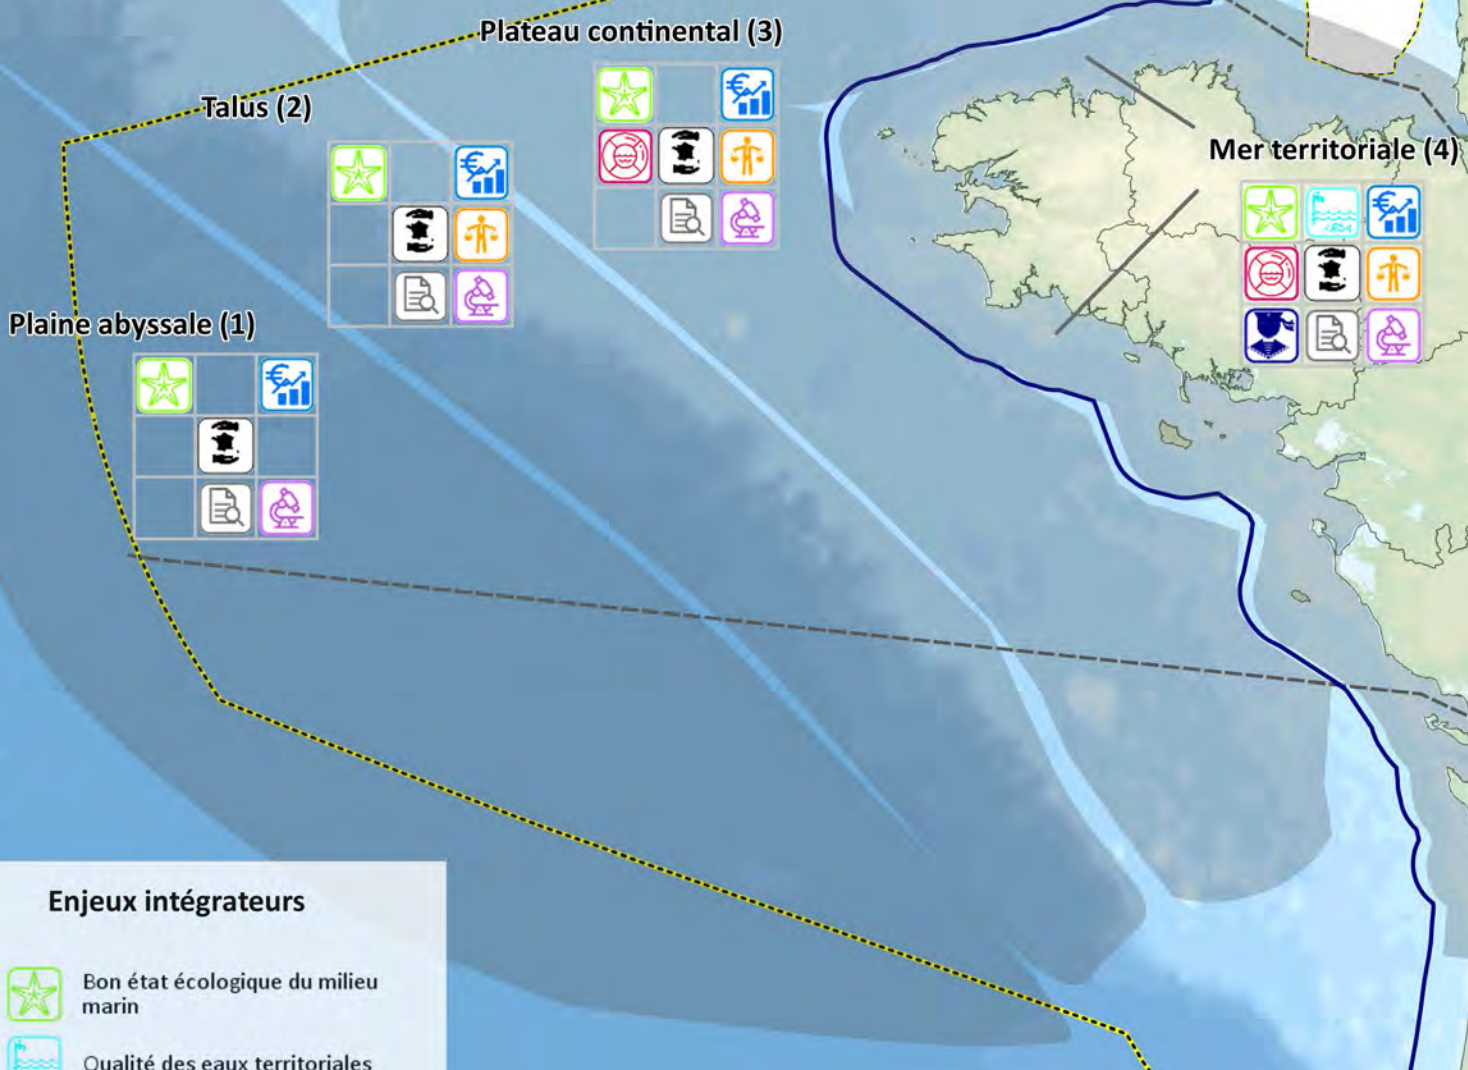 Plateau continental (3)
Talus (2)
Mer territoriale (4)
Plaine abyssale (1)
Enjeux intégrateurs
Bon état écologique du milieu
marin
Qualité des eaux territoriales